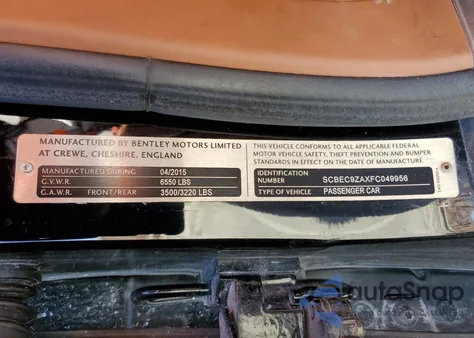 MANUFACTURED BY BENTLEY MOTORS LIMITED
AT CREWE, CHESHIRE, ENGLAND
MANUFACTURED DURING 04/2015
G.V.W.R. 6550 LBS
G.A.W.R. FRONT/REAR 3500/3220 LBS
THIS VEHICLE CONFORMS TO ALL APPLICABLE FEDERAL
MOTOR VEHICLE SAFETY, THEFT PREVENTION AND BUMPER
STANDARDS IN EFFECT ON THE DATE OF MANUFACTURE.
IDENTIFICATION
NUMBER SCBEC9ZAXFC049956
TYPE OF VEHICLE PASSENGER CAR
autoSnap